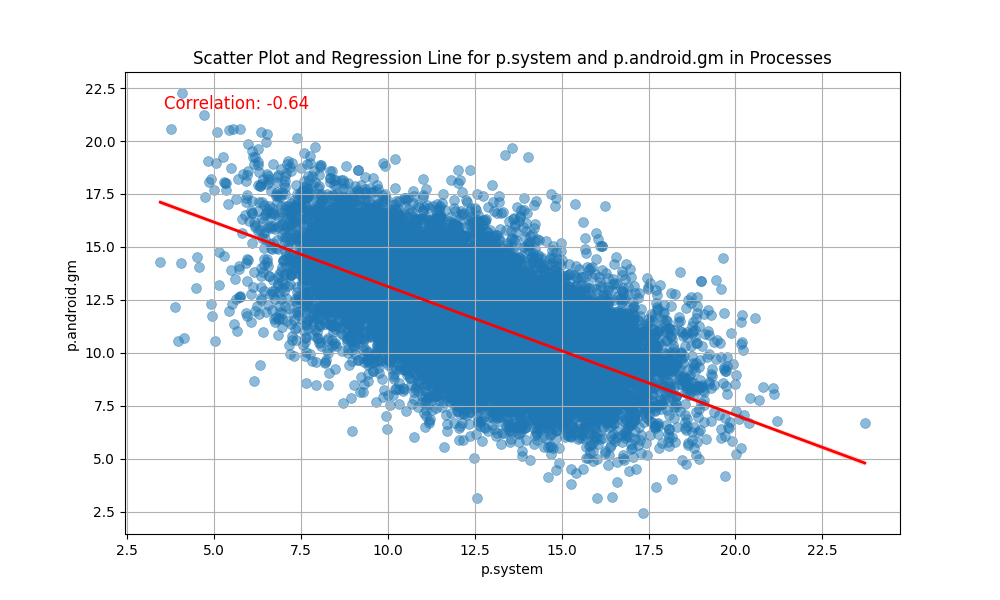 Scatter Plot and Regression Line for p.system and p.android.gm in Processes
Correlation: -0.64
22.5
20.0
17.5
15.0
12.5
10.0
7.5
5.0
2.5
p.android.gm
2.5 5.0 7.5 10.0 12.5 15.0 17.5 20.0 22.5
p.system